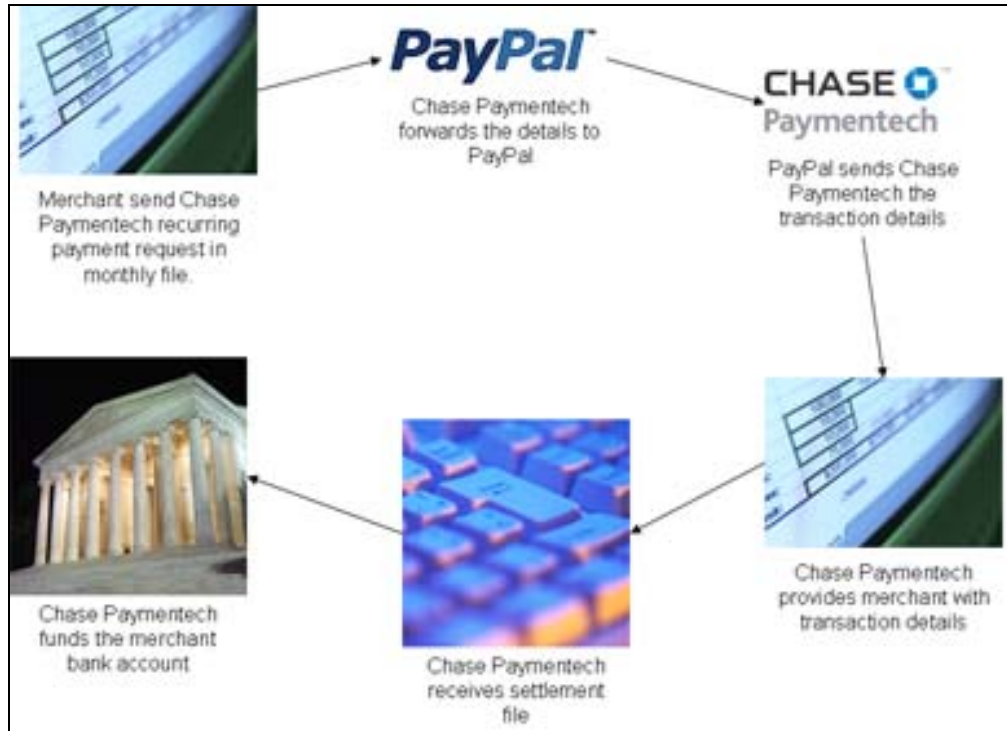 PayPal™
CHASE
Paymentech
Chase Paymentech
forwards the details to
PayPal
Merchant send Chase
Paymentech recurring
payment request in
monthly file.
PayPal sends Chase
Paymentech the
transaction details
Chase Paymentech
provides merchant with
transaction details
Chase Paymentech
receives settlement
file
Chase Paymentech
funds the merchant
bank account